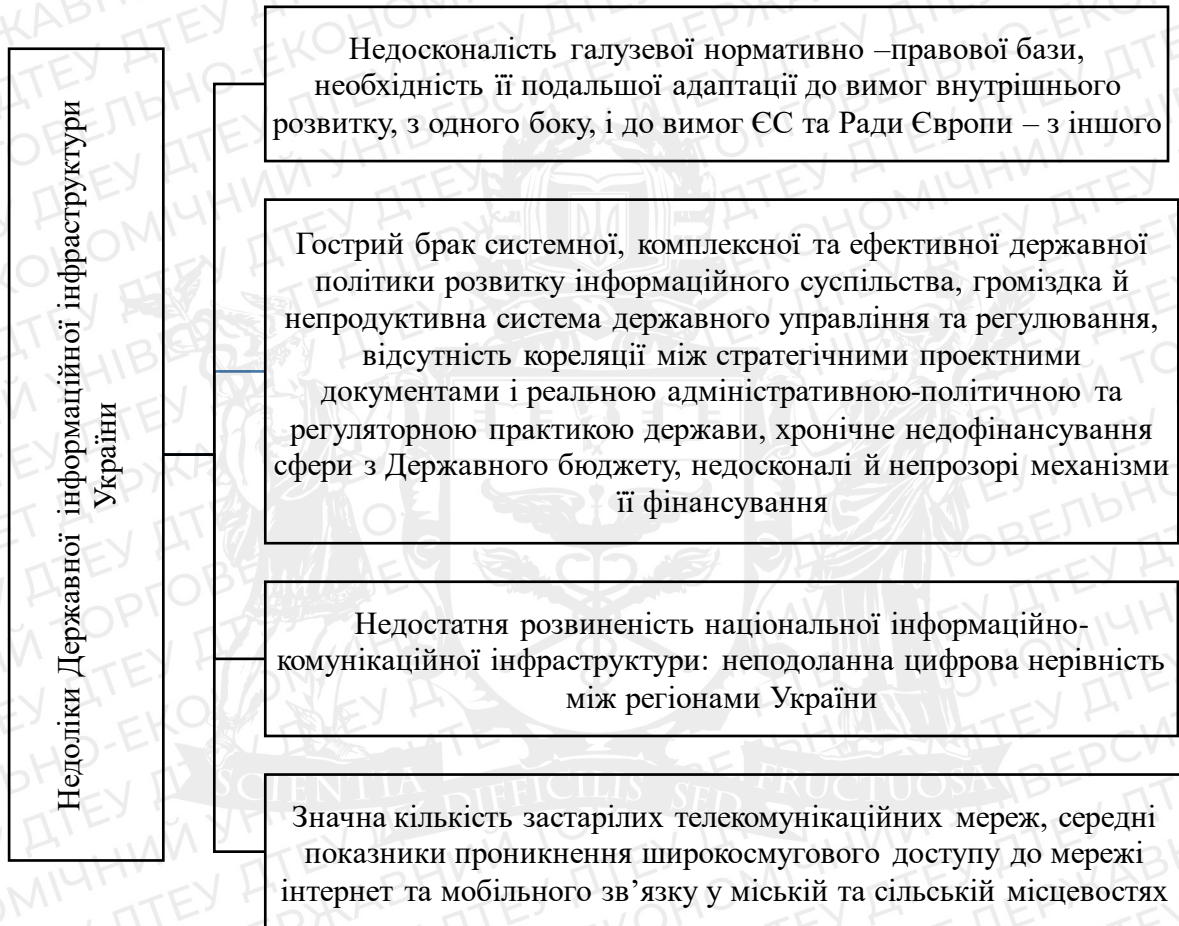 Недоліки Державної інформаційної інфраструктури
України
Недосконалість галузевої нормативно –правової бази,
необхідність її подальшої адаптації до вимог внутрішнього
розвитку, з одного боку, і до вимог ЄС та Ради Європи – з іншого
Гострий брак системної, комплексної та ефективної державної
політики розвитку інформаційного суспільства, громіздка й
непродуктивна система державного управління та регулювання,
відсутність кореляції між стратегічними проектними
документами і реальною адміністративною-політичною та
регуляторною практикою держави, хронічне недофінансування
сфери з Державного бюджету, недосконалі й непрозорі механізми
її фінансування
Недостатня розвиненість національної інформаційно-
комунікаційної інфраструктури: неподоланна цифрова нерівність
між регіонами України
Значна кількість застарілих телекомунікаційних мереж, середні
показники проникнення широкосмугового доступу до мережі
інтернет та мобільного зв’язку у міській та сільській місцевостях
SCIENTIA DIFFICILIS SED FRUCTUOSA